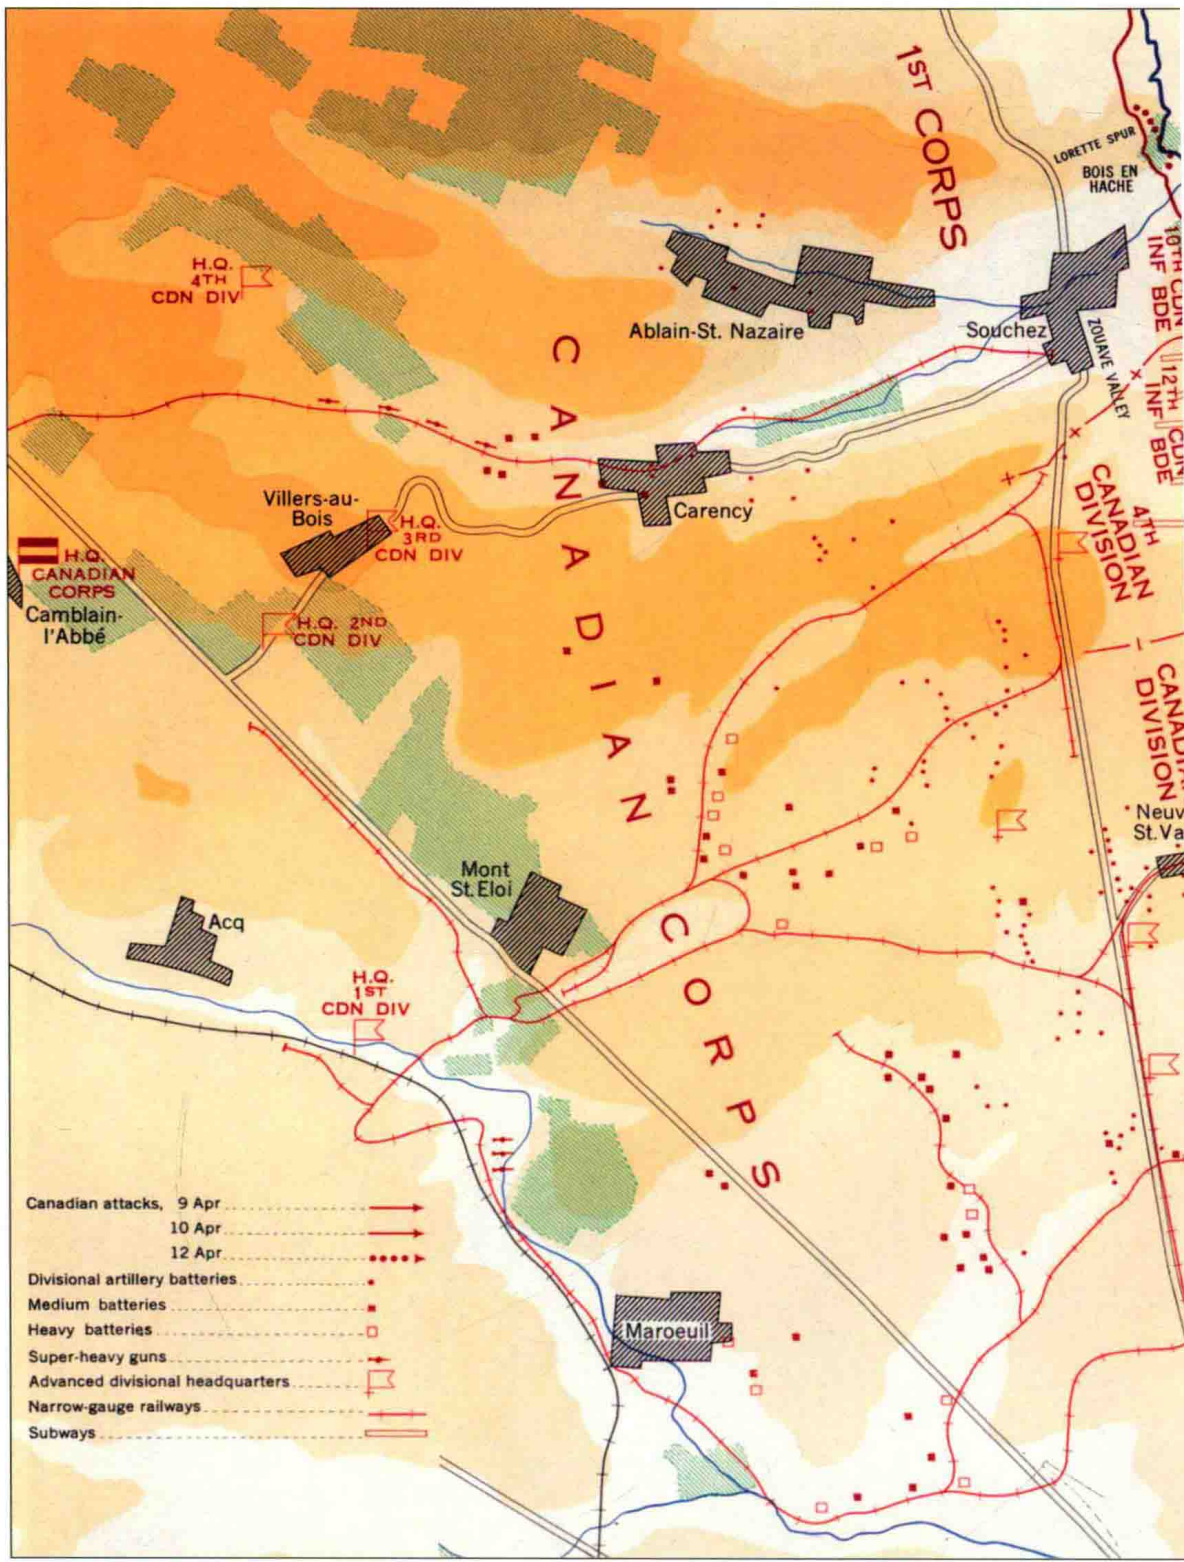 1ST CORPS
LORETTE SPUR
BOIS EN
HACHE
10TH CDN
INF BDE
12TH CDN
INF BDE
ZOUAVE VALLEY
H.Q.
4TH
CDN DIV
Ablain-St. Nazaire
Souchez
CANADIAN CORPS
Villers-au-
Bois
H.Q.
3RD
CDN DIV
Carency
4TH
CANADIAN
DIVISION
H.Q.
CANADIAN
CORPS
Camblain-
l'Abbé
H.Q. 2ND
CDN DIV
CANADIA
DIVISION
Neuv
St.Va
Mont
St. Eloi
Acq
H.Q.
1ST
CDN DIV
Maroeuil
Canadian attacks, 9 Apr
10 Apr
12 Apr
Divisional artillery batteries
Medium batteries
Heavy batteries
Super-heavy guns
Advanced divisional headquarters
Narrow-gauge railways
Subways